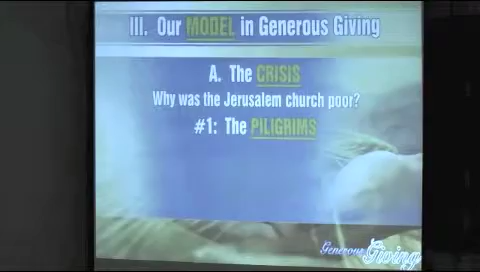 III. Our MODEL in Generous Giving
A. The CRISIS
Why was the Jerusalem church poor?
#1: The PILIGRIMS
Generous Giving